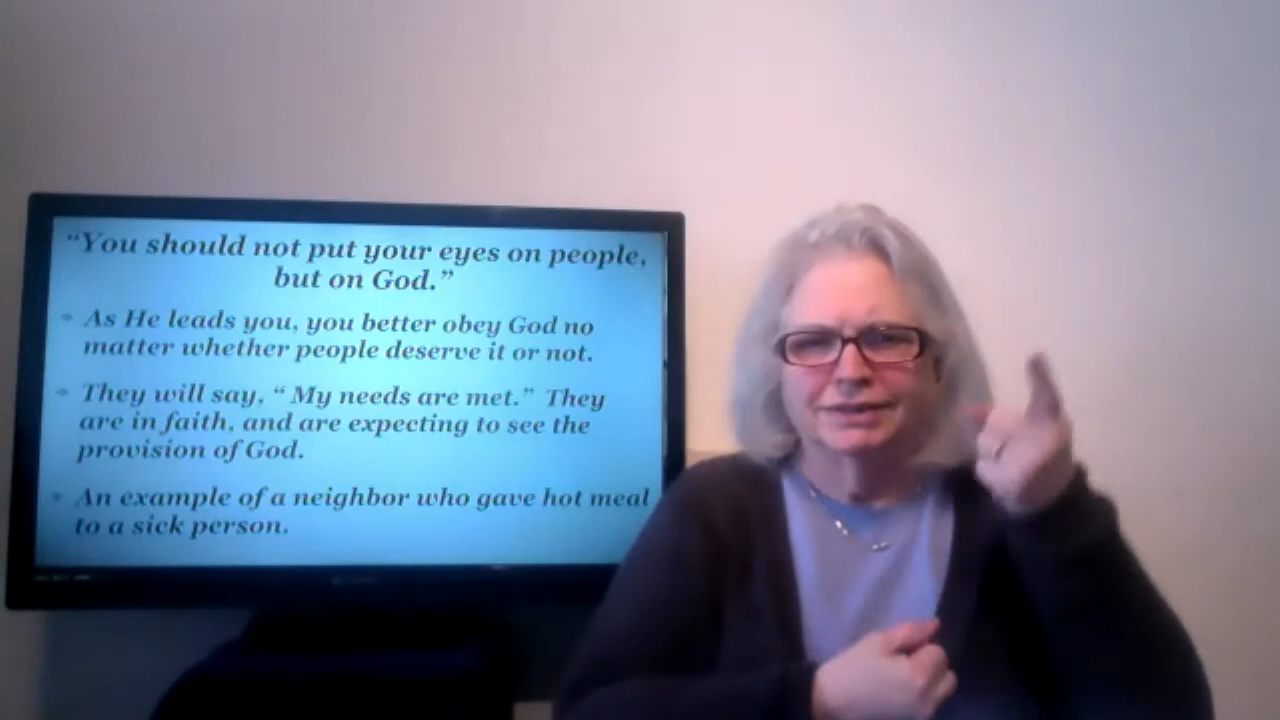 “You should not put your eyes on people,
but on God.”
As He leads you, you better obey God no
matter whether people deserve it or not.
They will say, “ My needs are met.” They
are in faith, and are expecting to see the
provision of God.
An example of a neighbor who gave hot meal
to a sick person.